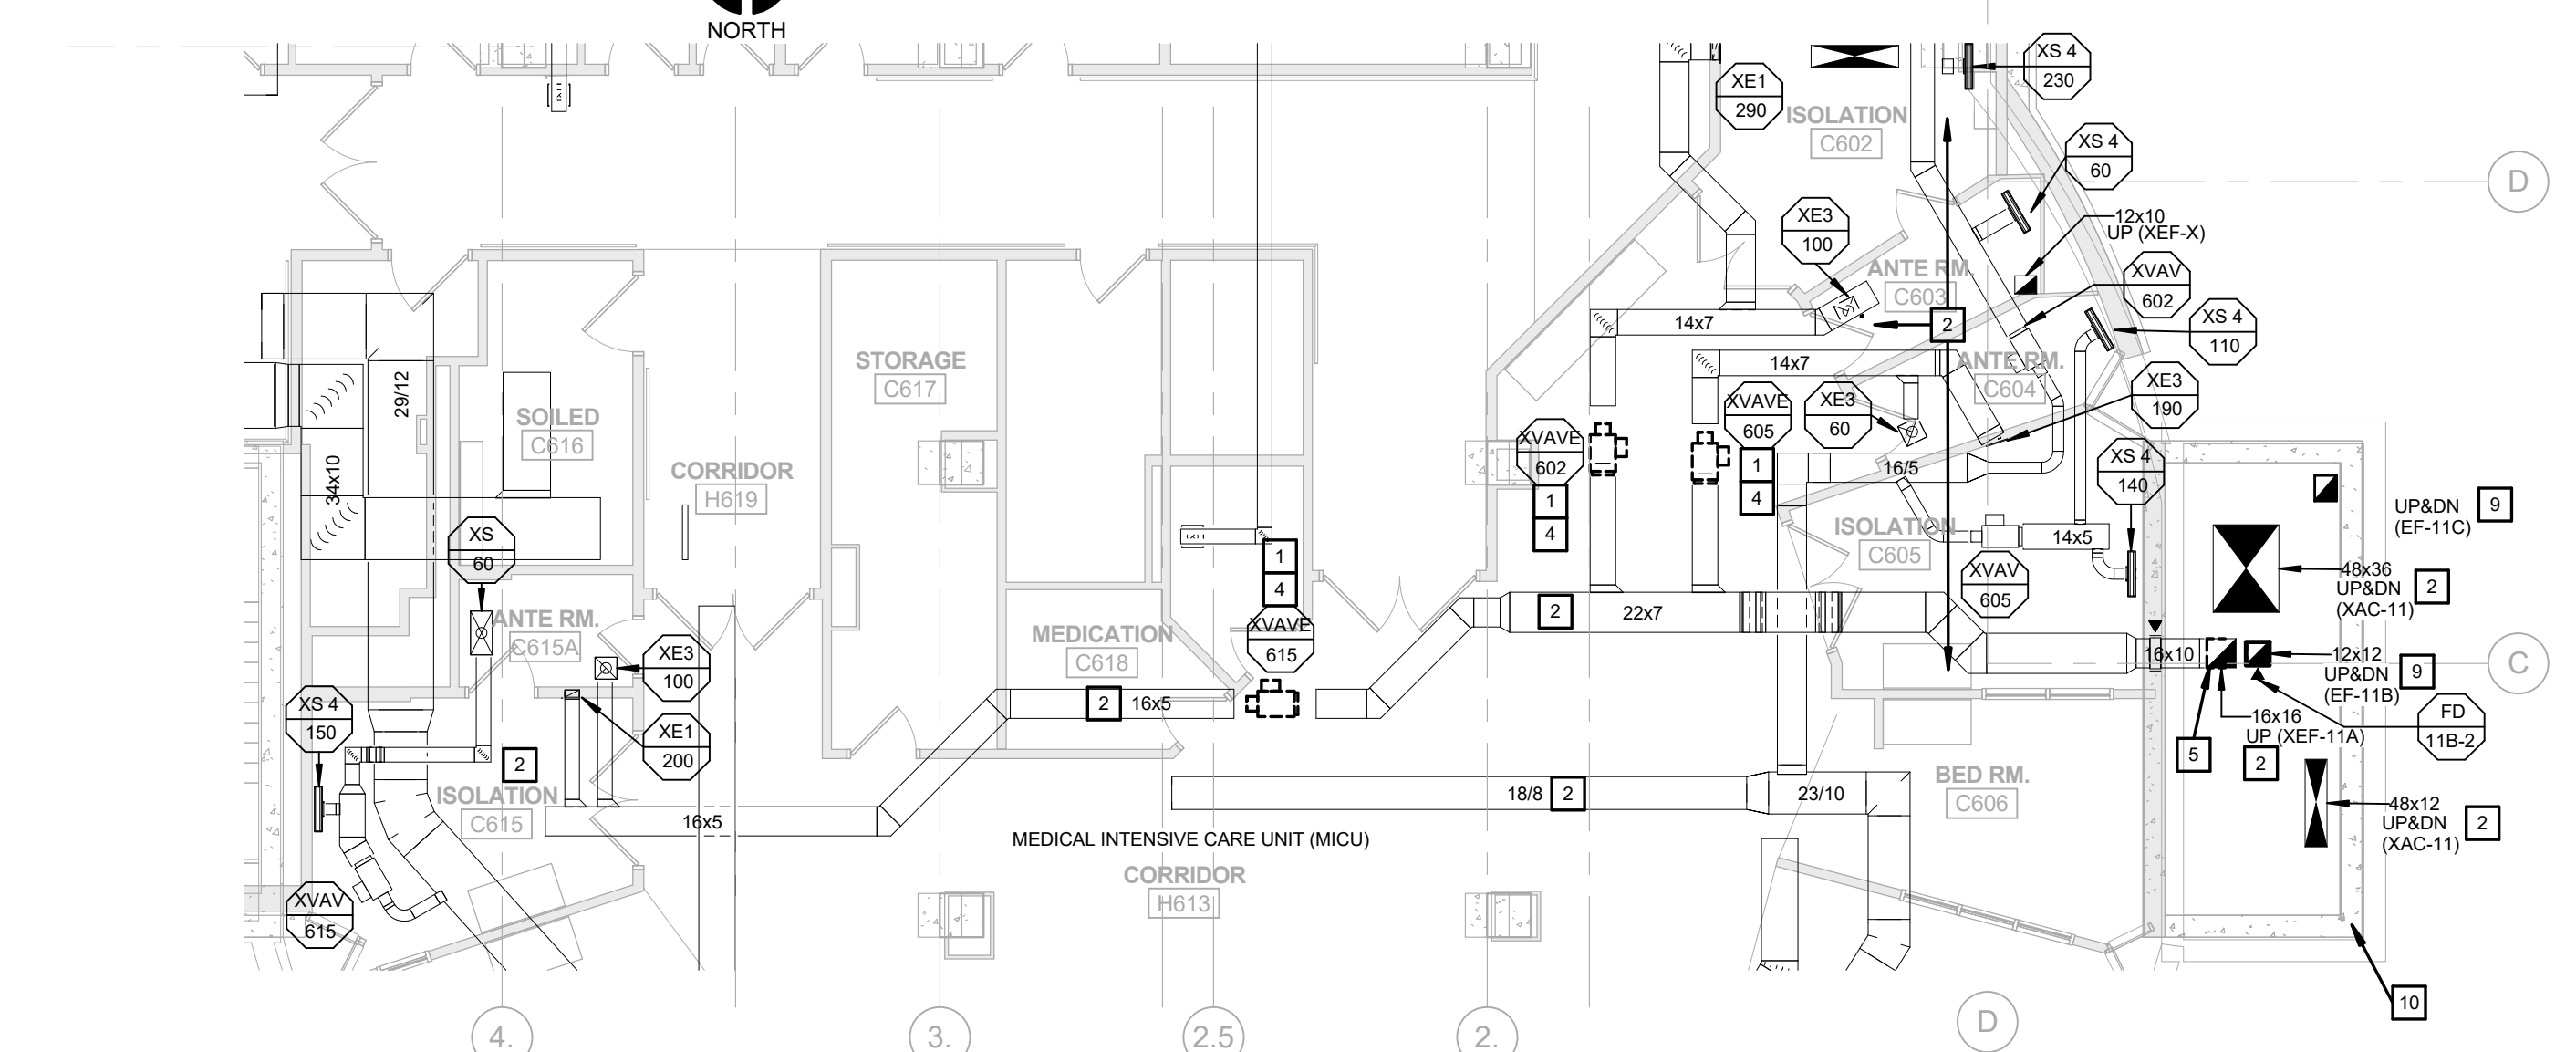 NORTH
XE1
290
ISOLATION
C602
XS 4
230
XS 4
60
D
12x10
UP (XEF-X)
XE3
100
ANTE RM.
C603
XVAV
602
XS 4
110
2
14x7
14x7
ANTE RM.
C604
XE3
190
29/12
34x10
SOILED
C616
STORAGE
C617
CORRIDOR
H619
XVAVE
602
1
4
XVAVE
605
1
4
XE3
60
16/5
XS 4
140
ISOLATION
C605
14x5
XVAV
605
UP&DN
(EF-11C)
9
48x36
UP&DN
(XAC-11)
2
XS
60
1
4
XVAVE
615
ANTE RM.
C615A
XE3
100
MEDICATION
C618
2
22x7
16x10
12x12
UP&DN
(EF-11B)
9
C
16x16
UP (XEF-11A)
5
2
FD
11B-2
XS 4
150
XE1
200
2
2
16x5
ISOLATION
C615
16x5
18/8
2
23/10
BED RM.
C606
48x12
UP&DN
(XAC-11)
2
MEDICAL INTENSIVE CARE UNIT (MICU)
CORRIDOR
H613
XVAV
615
10
4.
3.
2.5
2.
D